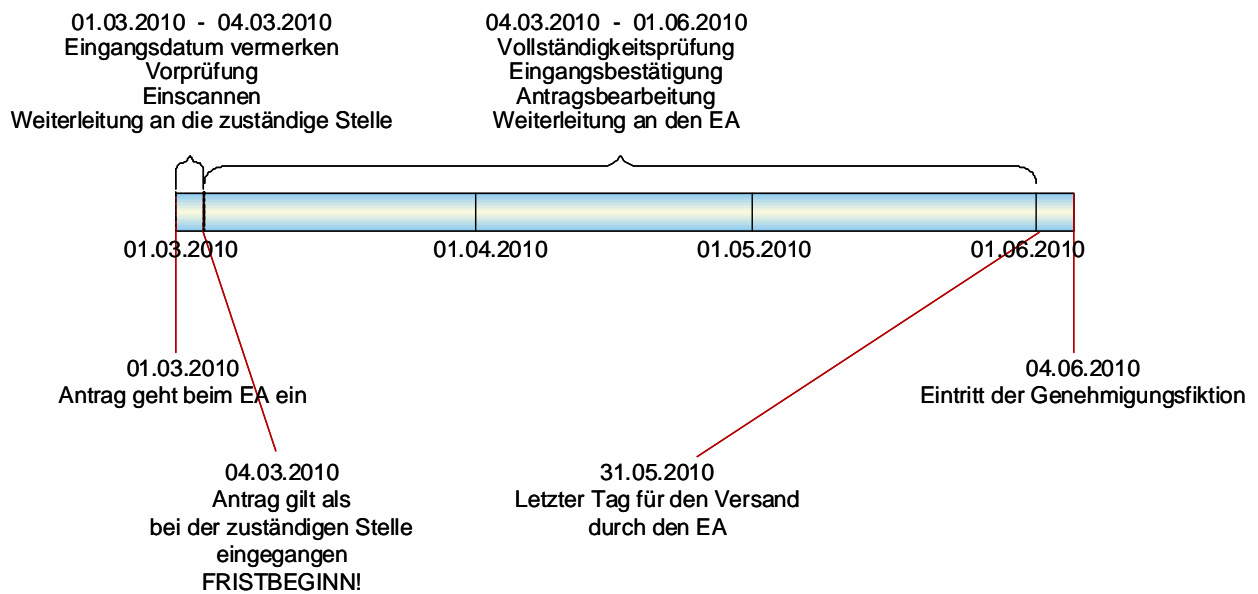 01.03.2010 - 04.03.2010
Eingangsdatum vermerken
Vorprüfung
Einscannen
Weiterleitung an die zuständige Stelle
04.03.2010 - 01.06.2010
Vollständigkeitsprüfung
Eingangsbestätigung
Antragsbearbeitung
Weiterleitung an den EA
01.03.2010
01.04.2010
01.05.2010
01.06.2010
01.03.2010
Antrag geht beim EA ein
04.06.2010
Eintritt der Genehmigungsfiktion
04.03.2010
Antrag gilt als
bei der zuständigen Stelle
eingegangen
FRISTBEGINN!
31.05.2010
Letzter Tag für den Versand
durch den EA